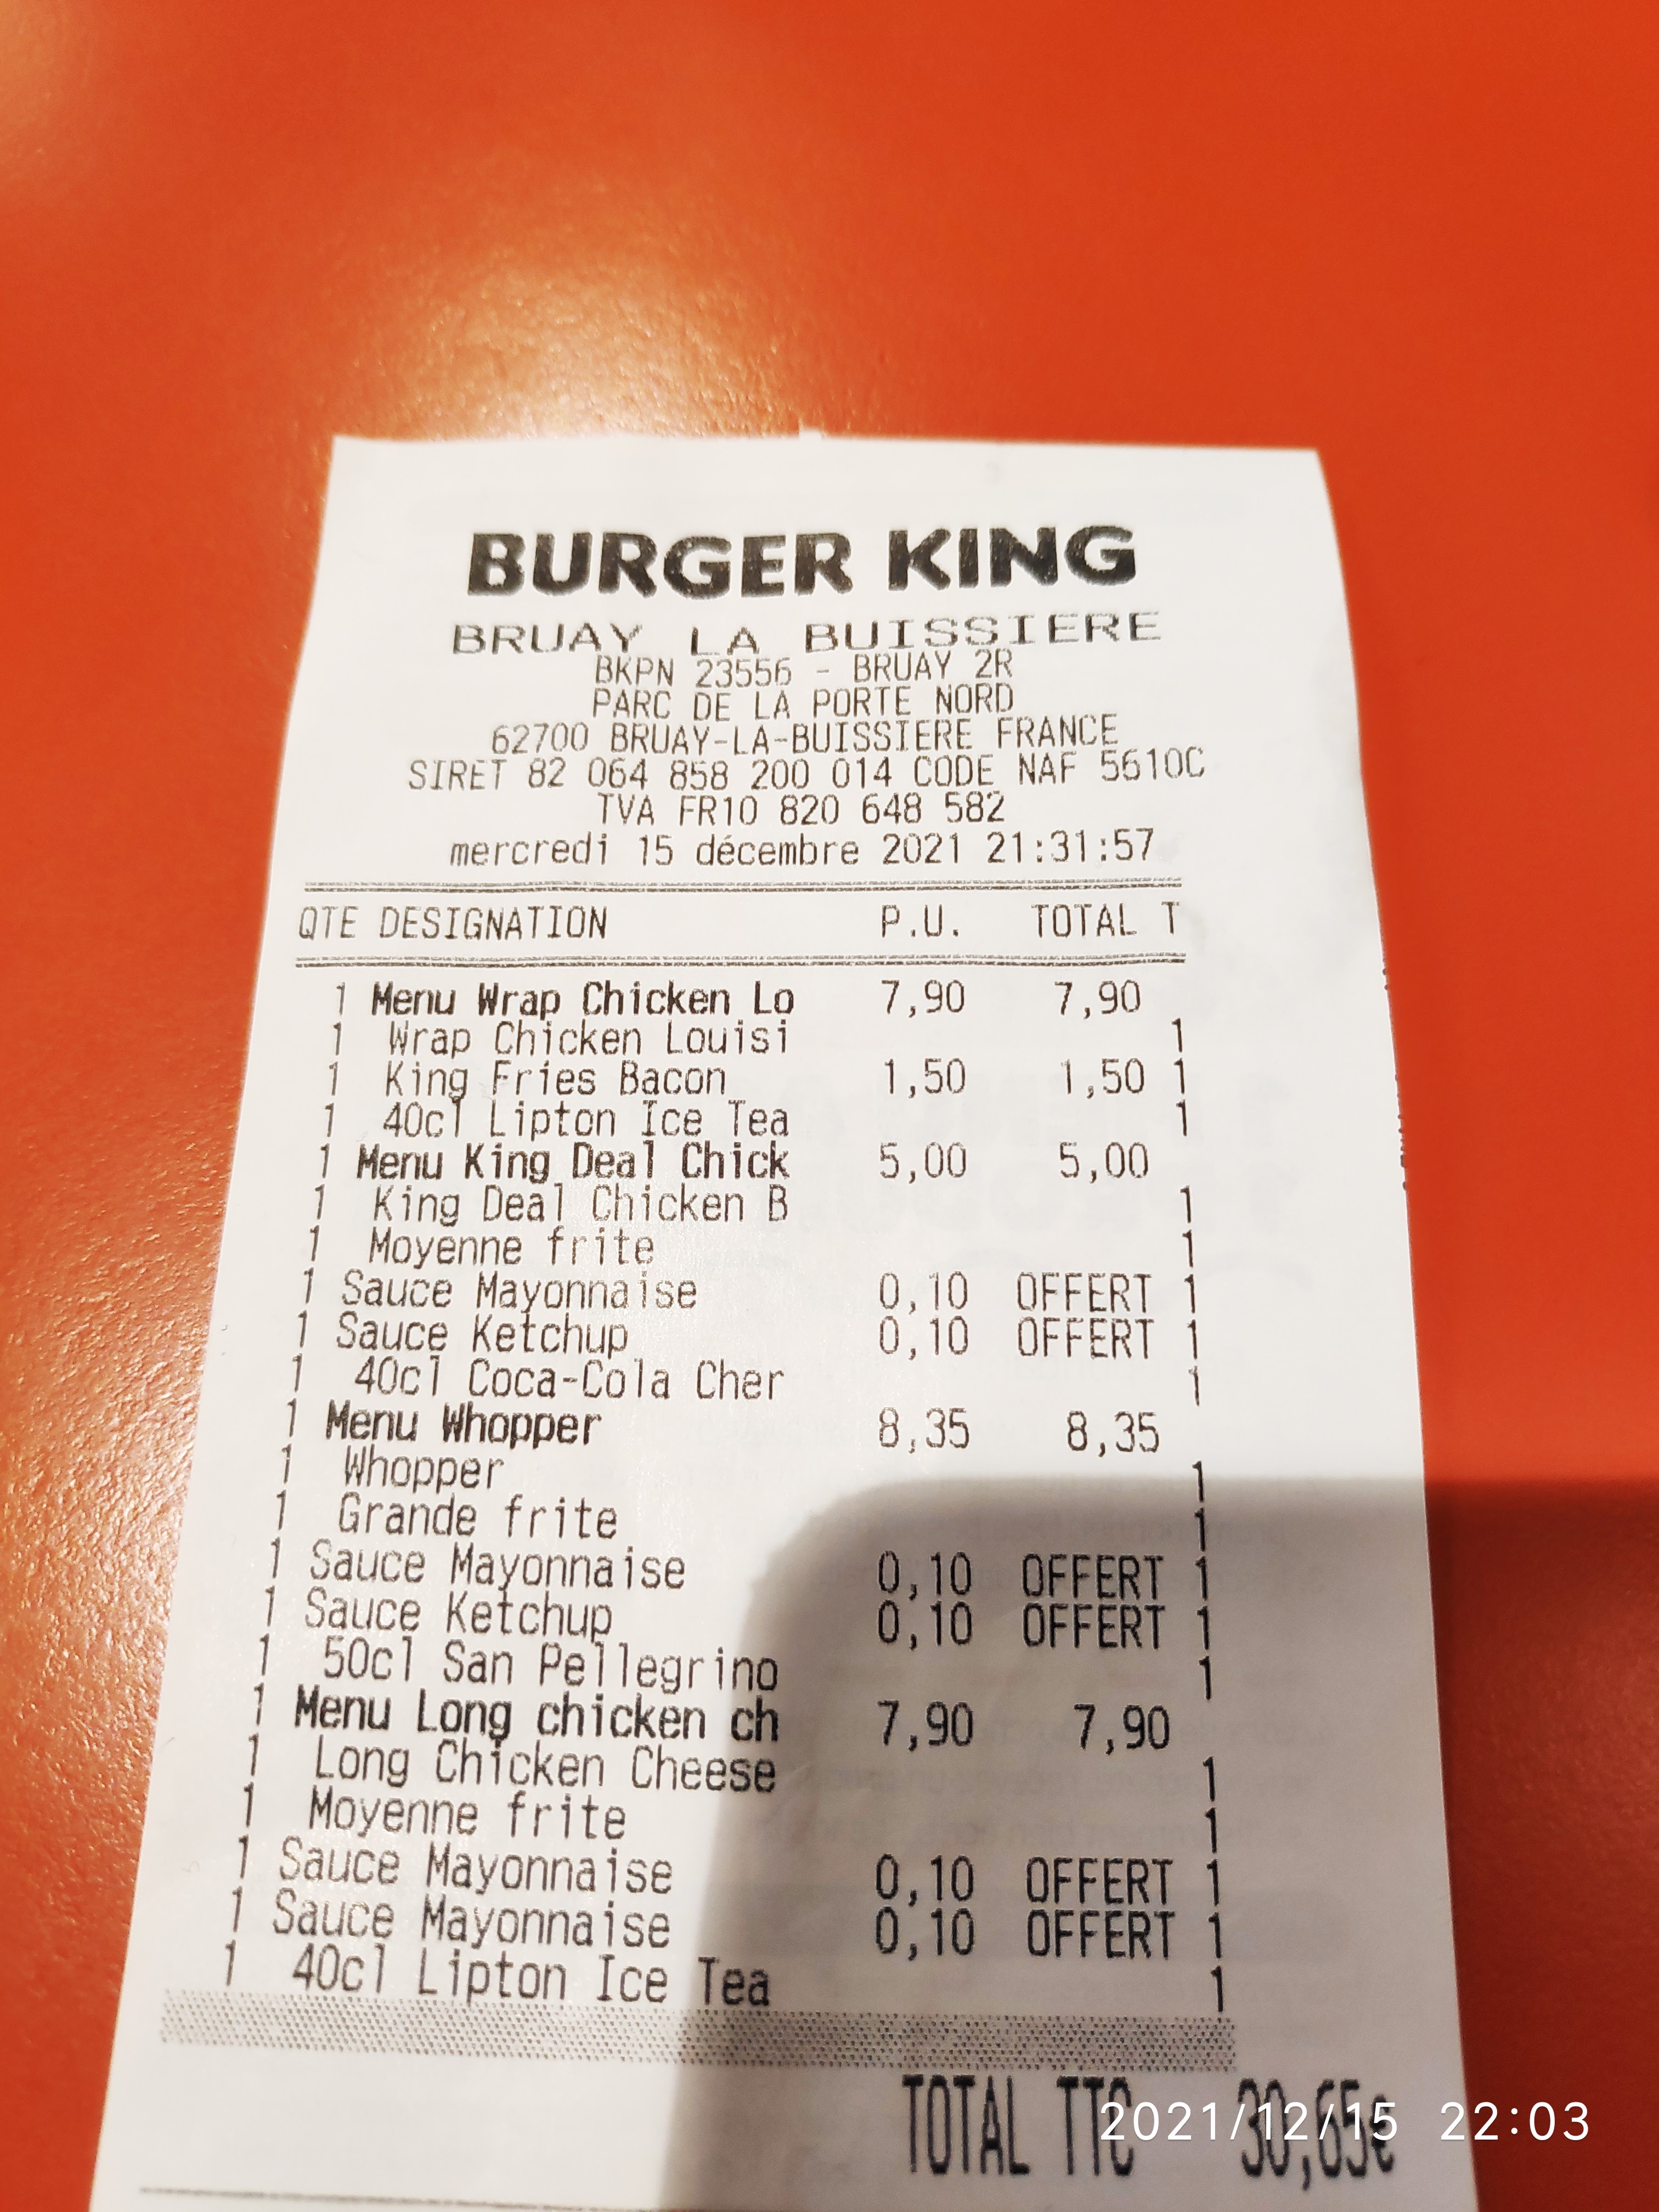 BURGER KING
BRUAY LA BUISSIERE
BKPN 23556 - BRUAY 2R
PARC DE LA PORTE NORD
62700 BRUAY-LA-BUISSIERE FRANCE
SIRET 82 064 858 200 014 CODE NAF 5610C
TVA FR10 820 648 582
mercredi 15 décembre 2021 21:31:57
QTE DESIGNATION P.U. TOTAL T
1 Menu Wrap Chicken Lo 7,90 7,90
1 Wrap Chicken Louisi 1
1 King Fries Bacon 1,50 1,50 1
1 40cl Lipton Ice Tea 1
1 Menu King Deal Chick 5,00 5,00
1 King Deal Chicken B 1
1 Moyenne frite 1
1 Sauce Mayonnaise 0,10 OFFERT 1
1 Sauce Ketchup 0,10 OFFERT 1
1 40cl Coca-Cola Cher 1
1 Menu Whopper 8,35 8,35
1 Whopper 1
1 Grande frite 1
1 Sauce Mayonnaise 0,10 OFFERT 1
1 Sauce Ketchup 0,10 OFFERT 1
1 50cl San Pellegrino 1
1 Menu Long chicken ch 7,90 7,90
1 Long Chicken Cheese 1
1 Moyenne frite 1
1 Sauce Mayonnaise 0,10 OFFERT 1
1 Sauce Mayonnaise 0,10 OFFERT 1
1 40cl Lipton Ice Tea 1
TOTAL TTC 30,65€
2021/12/15 22:03